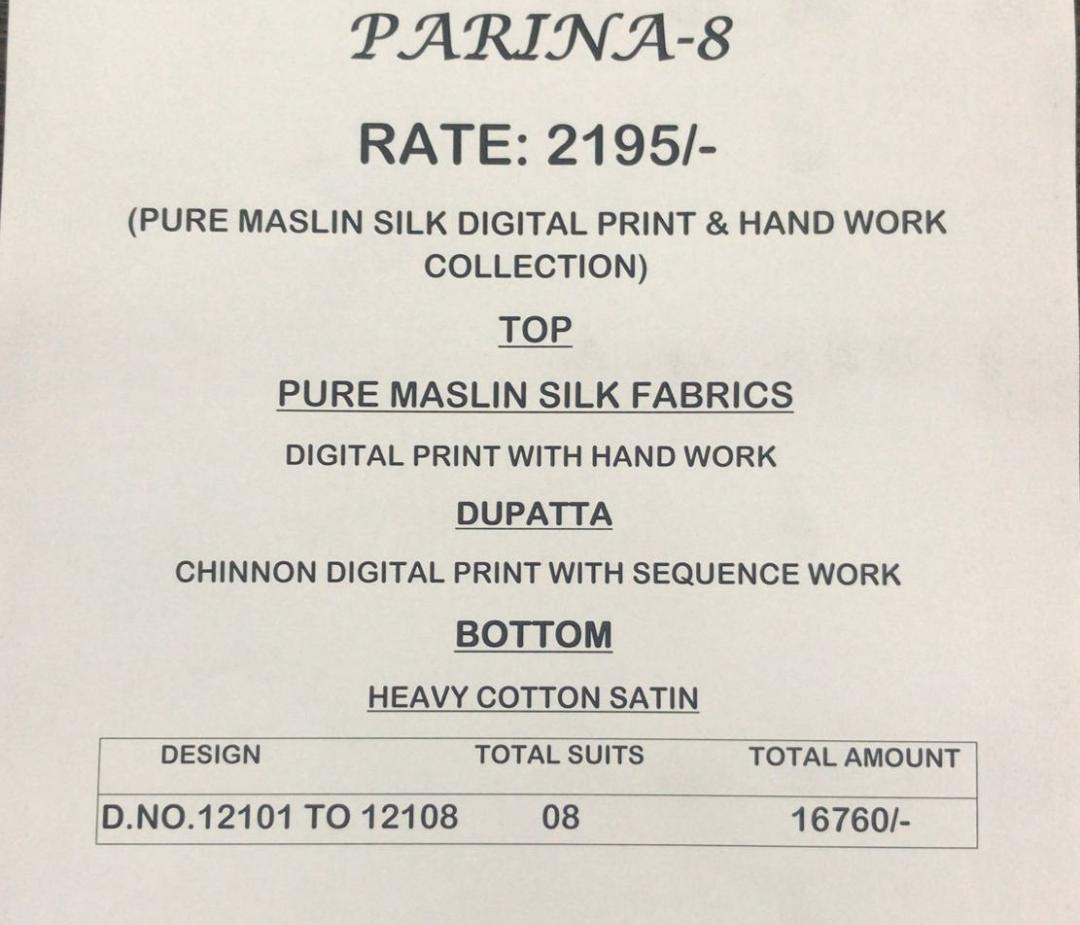 PARINA-8
RATE: 2195/-
(PURE MASLIN SILK DIGITAL PRINT & HAND WORK
COLLECTION)
TOP
PURE MASLIN SILK FABRICS
DIGITAL PRINT WITH HAND WORK
DUPATTA
CHINNON DIGITAL PRINT WITH SEQUENCE WORK
BOTTOM
HEAVY COTTON SATIN
DESIGN TOTAL SUITS TOTAL AMOUNT
D.NO.12101 TO 12108 08 16760/-